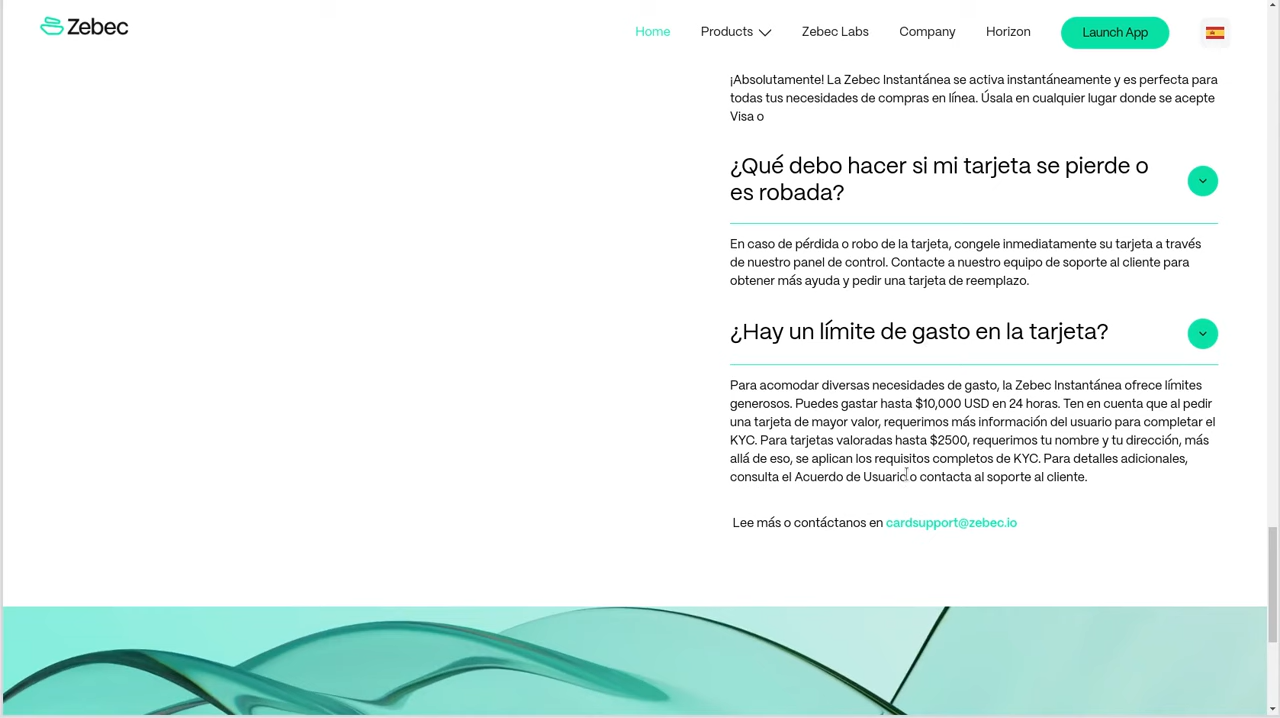 Zebec
Home Products Zebec Labs Company Horizon Launch App
¡Absolutamente! La Zebec Instantánea se activa instantáneamente y es perfecta para
todas tus necesidades de compras en línea. Úsala en cualquier lugar donde se acepte
Visa o
¿Qué debo hacer si mi tarjeta se pierde o
es robada?
En caso de pérdida o robo de la tarjeta, congele inmediatamente su tarjeta a través
de nuestro panel de control. Contacte a nuestro equipo de soporte al cliente para
obtener más ayuda y pedir una tarjeta de reemplazo.
¿Hay un límite de gasto en la tarjeta?
Para acomodar diversas necesidades de gasto, la Zebec Instantánea ofrece límites
generosos. Puedes gastar hasta $10,000 USD en 24 horas. Ten en cuenta que al pedir
una tarjeta de mayor valor, requerimos más información del usuario para completar el
KYC. Para tarjetas valoradas hasta $2500, requerimos tu nombre y tu dirección, más
allá de eso, se aplican los requisitos completos de KYC. Para detalles adicionales,
consulta el Acuerdo de Usuario o contacta al soporte al cliente.
Lee más o contáctanos en cardsupport@zebec.io